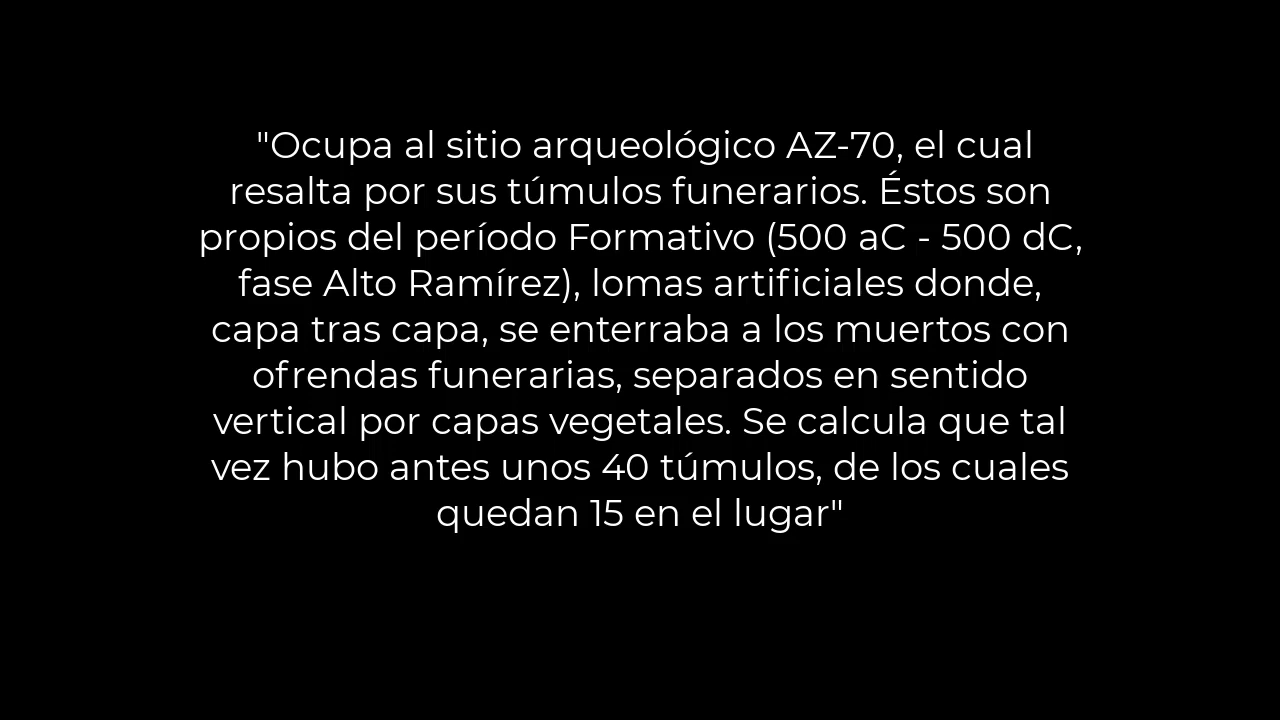 "Ocupa al sitio arqueológico AZ-70, el cual
resalta por sus túmulos funerarios. Éstos son
propios del período Formativo (500 aC - 500 dC,
fase Alto Ramírez), lomas artificiales donde,
capa tras capa, se enterraba a los muertos con
ofrendas funerarias, separados en sentido
vertical por capas vegetales. Se calcula que tal
vez hubo antes unos 40 túmulos, de los cuales
quedan 15 en el lugar"